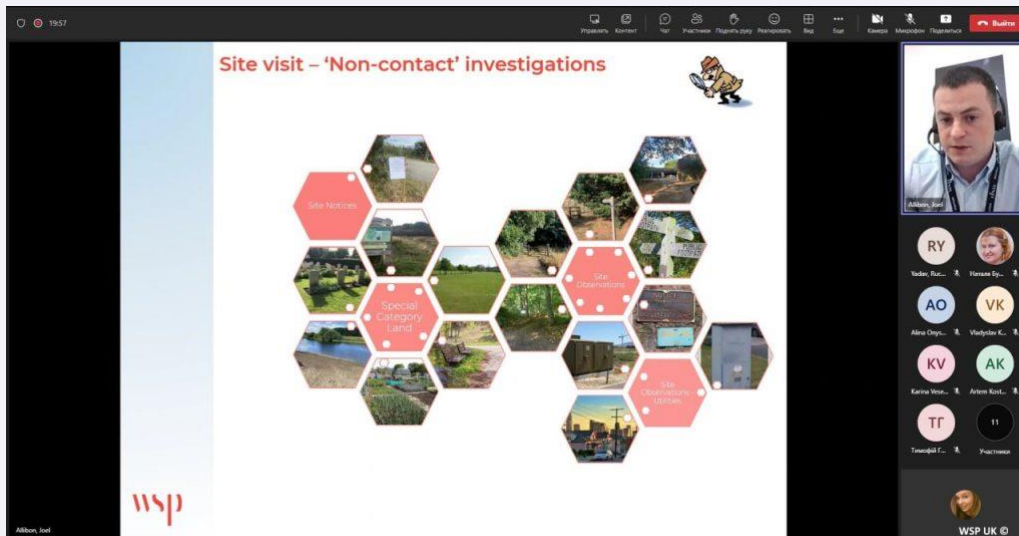 19:57
Управлять
Контент
Чат
Участники
Поднять руку
Реагировать
Вид
Еще
Камера
Микрофон
Поделиться
Выйти
Site visit – ‘Non-contact’ investigations
Site Notices
Special
Category
Land
Site
Observations
Site
Observations -
Utilities
wsp
Allibon, Joel
Allibon, Joel
RY
Yadav, Ruc...
Наталя Бу...
AO
Alina Onys...
VK
Vladyslav K...
KV
Karina Vese...
AK
Artem Kost...
ТГ
Тимофій Г...
11
Участники
WSP UK ©